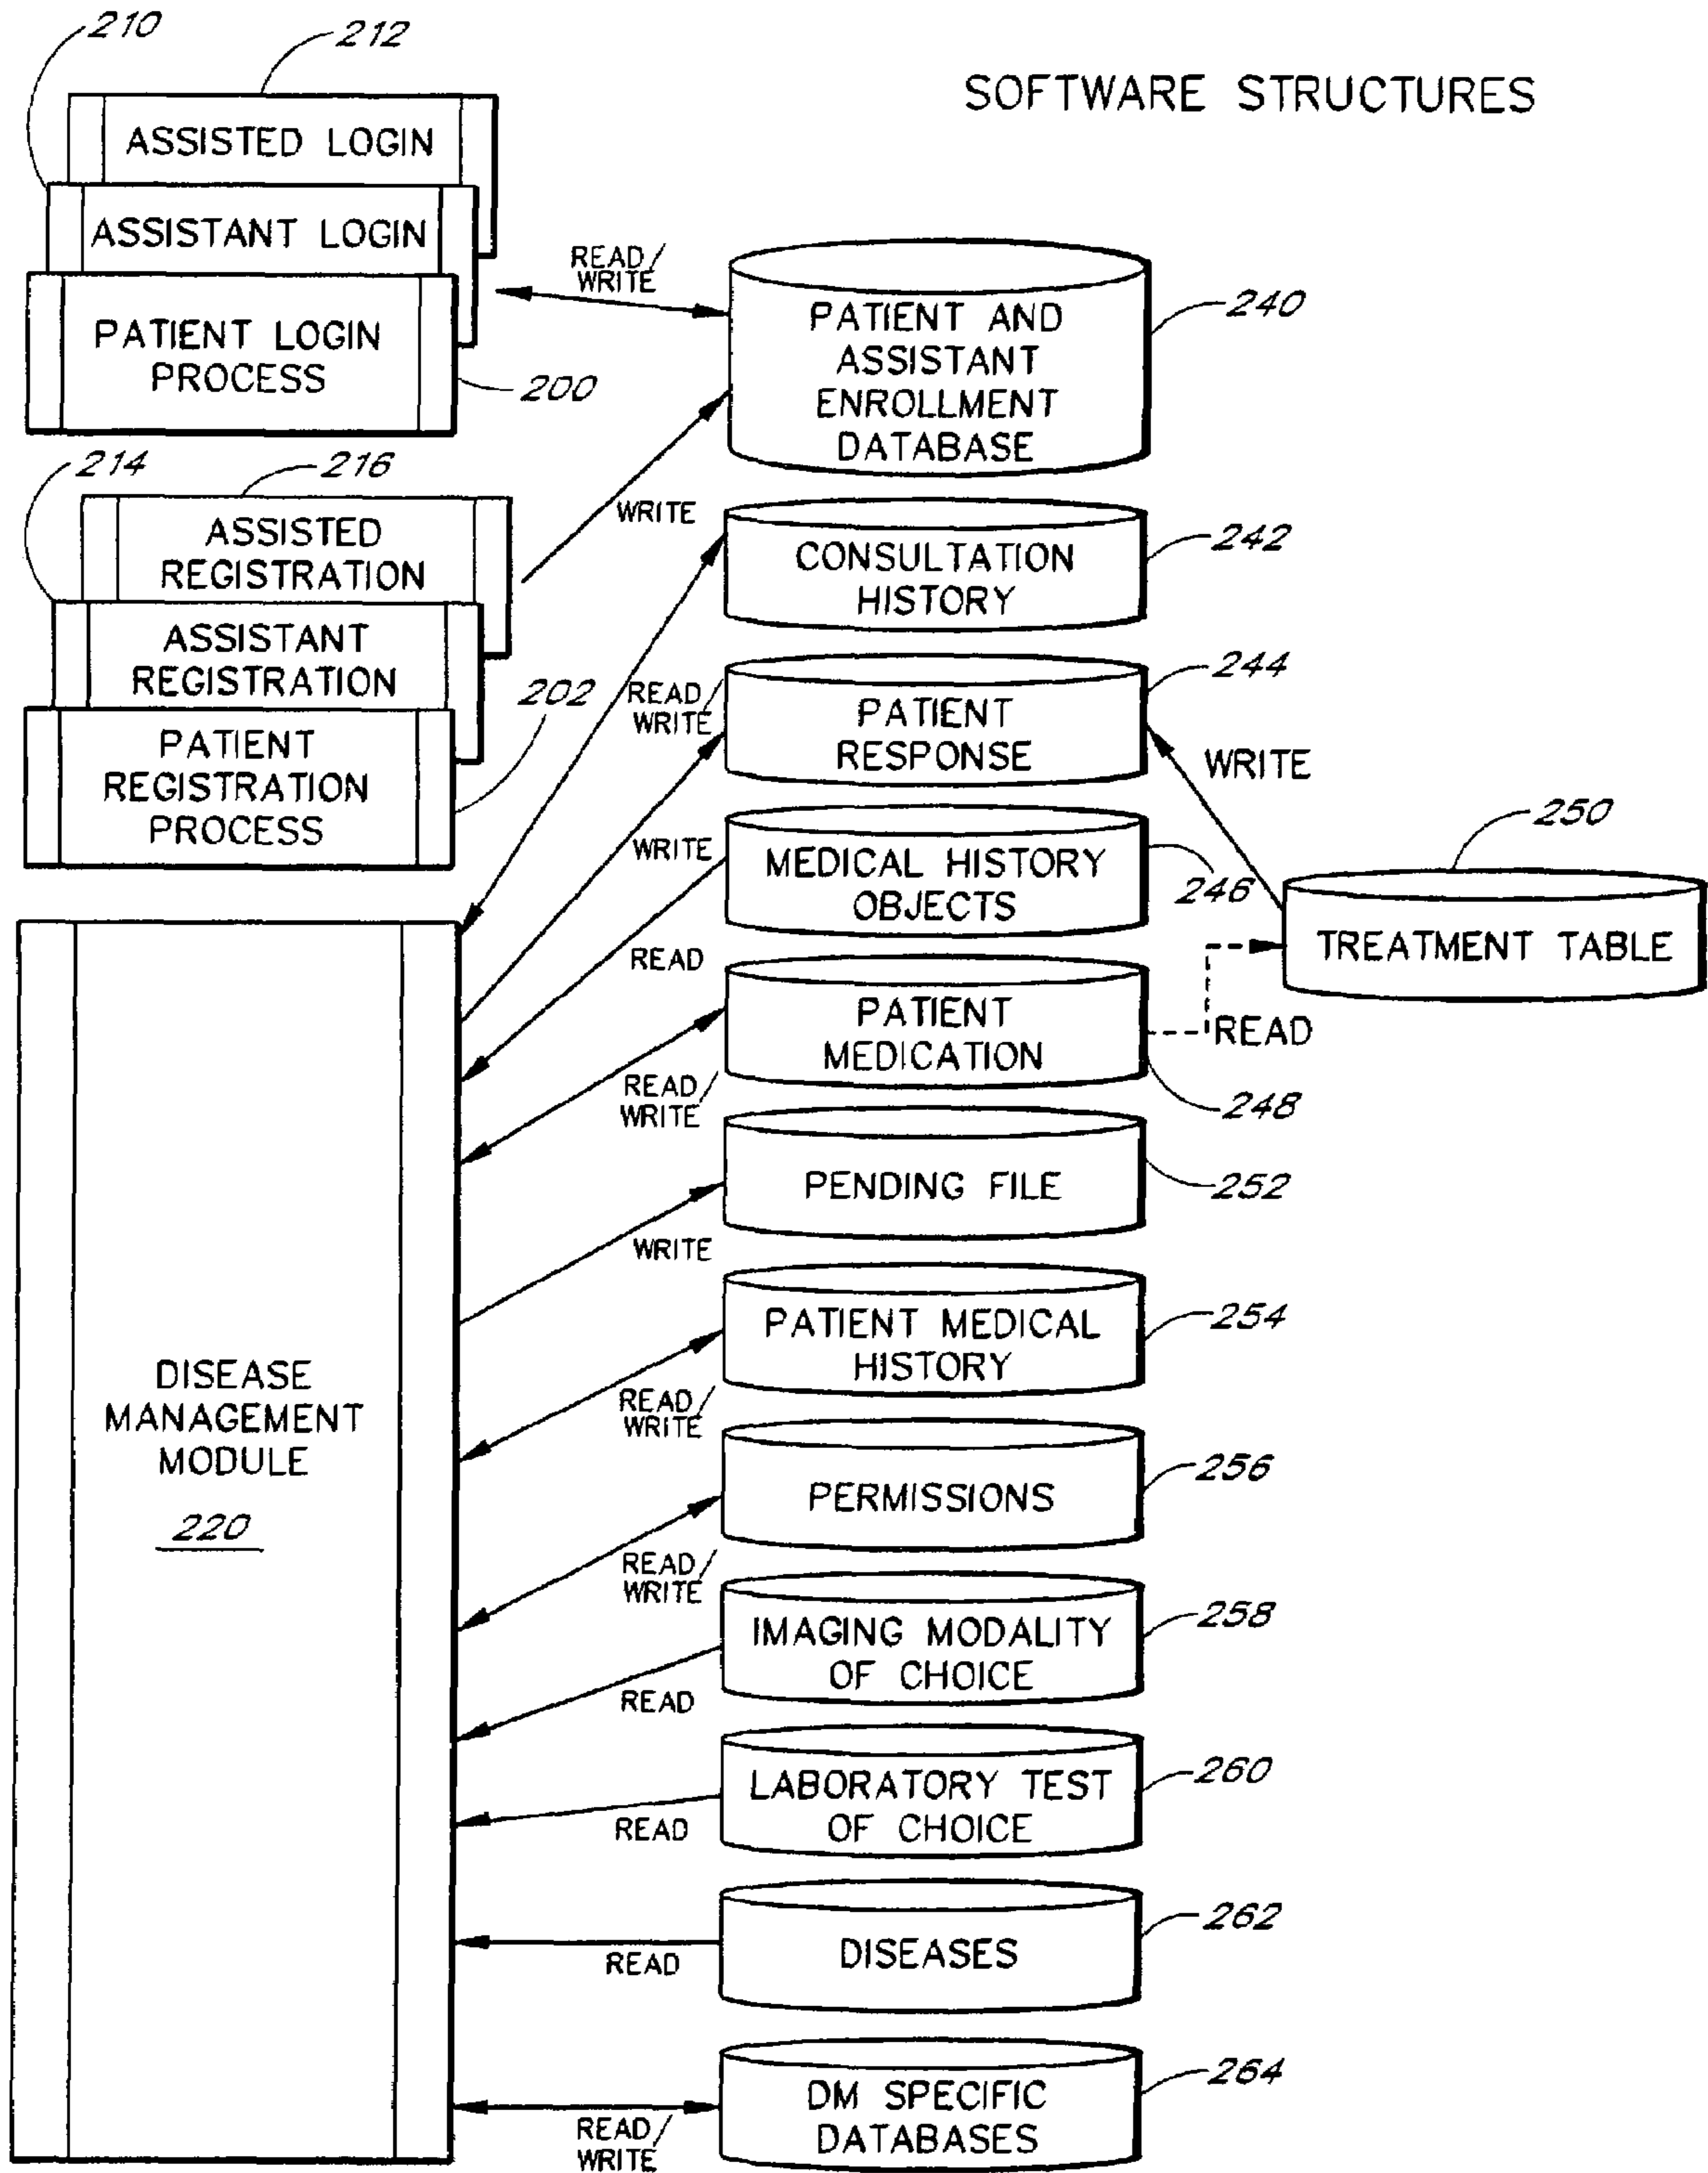 SOFTWARE STRUCTURES
210
212
ASSISTED LOGIN
ASSISTANT LOGIN
PATIENT LOGIN
PROCESS
200
READ/
WRITE
PATIENT AND
ASSISTANT
ENROLLMENT
DATABASE
240
214
216
ASSISTED
REGISTRATION
ASSISTANT
REGISTRATION
PATIENT
REGISTRATION
PROCESS
202
WRITE
CONSULTATION
HISTORY
242
READ/
WRITE
PATIENT
RESPONSE
244
WRITE
WRITE
MEDICAL HISTORY
OBJECTS
246
250
TREATMENT TABLE
READ
PATIENT
MEDICATION
READ
248
READ/
WRITE
PENDING FILE
252
WRITE
PATIENT MEDICAL
HISTORY
254
READ/
WRITE
DISEASE
MANAGEMENT
MODULE
220
PERMISSIONS
256
READ/
WRITE
IMAGING MODALITY
OF CHOICE
258
READ
LABORATORY TEST
OF CHOICE
260
READ
DISEASES
262
READ
DM SPECIFIC
DATABASES
264
READ/
WRITE